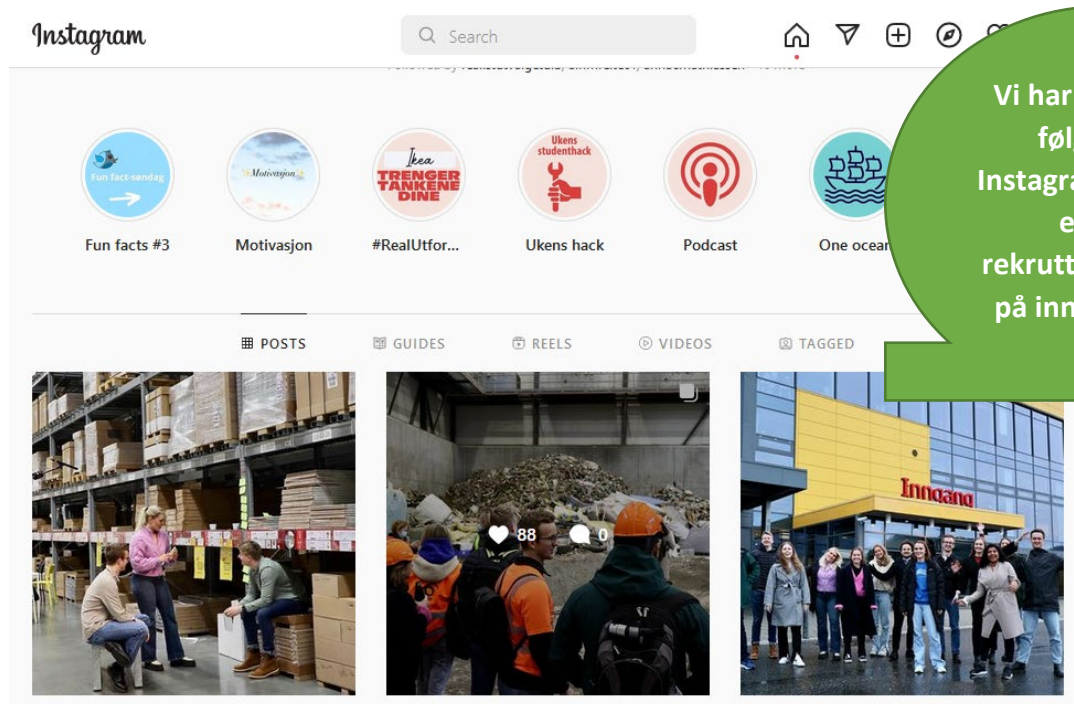 Instagram
Search
Fun fact-søndag
Motivasjon
Ikea
TRENGER
TANKENE
DINE
Ukens
studenthack
Fun facts #3
Motivasjon
#RealUtfor...
Ukens hack
Podcast
One ocean
Vi har
Instagra
rekrutt
på inn
POSTS
GUIDES
REELS
VIDEOS
TAGGED
88
0
Inngang